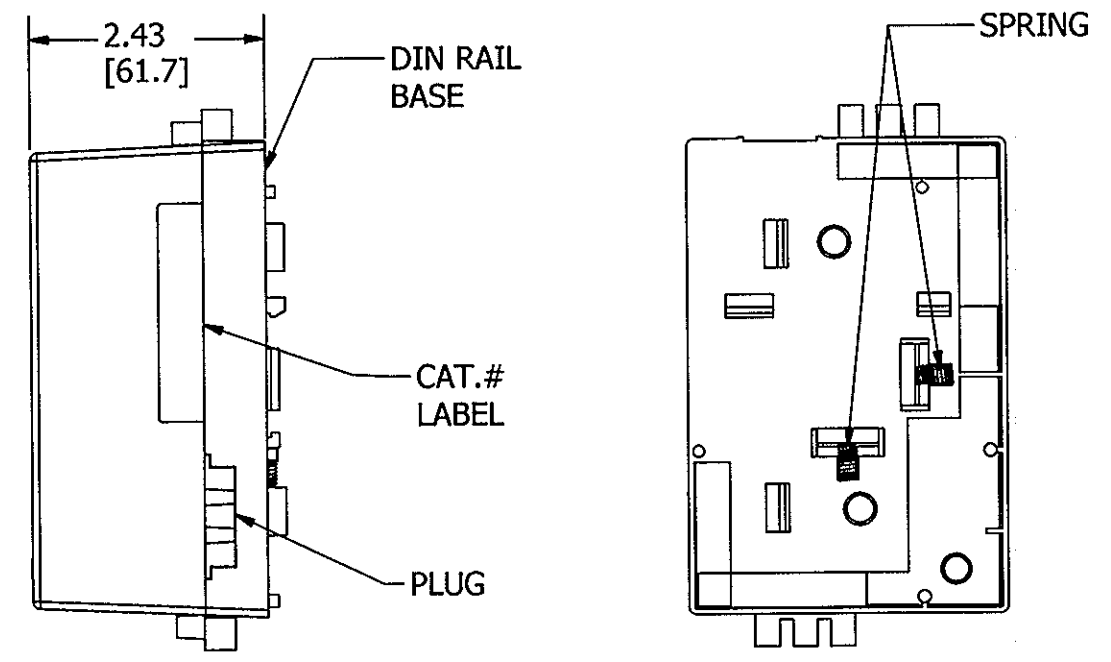 2.43
[61.7]
DIN RAIL
BASE
SPRING
CAT.#
LABEL
PLUG